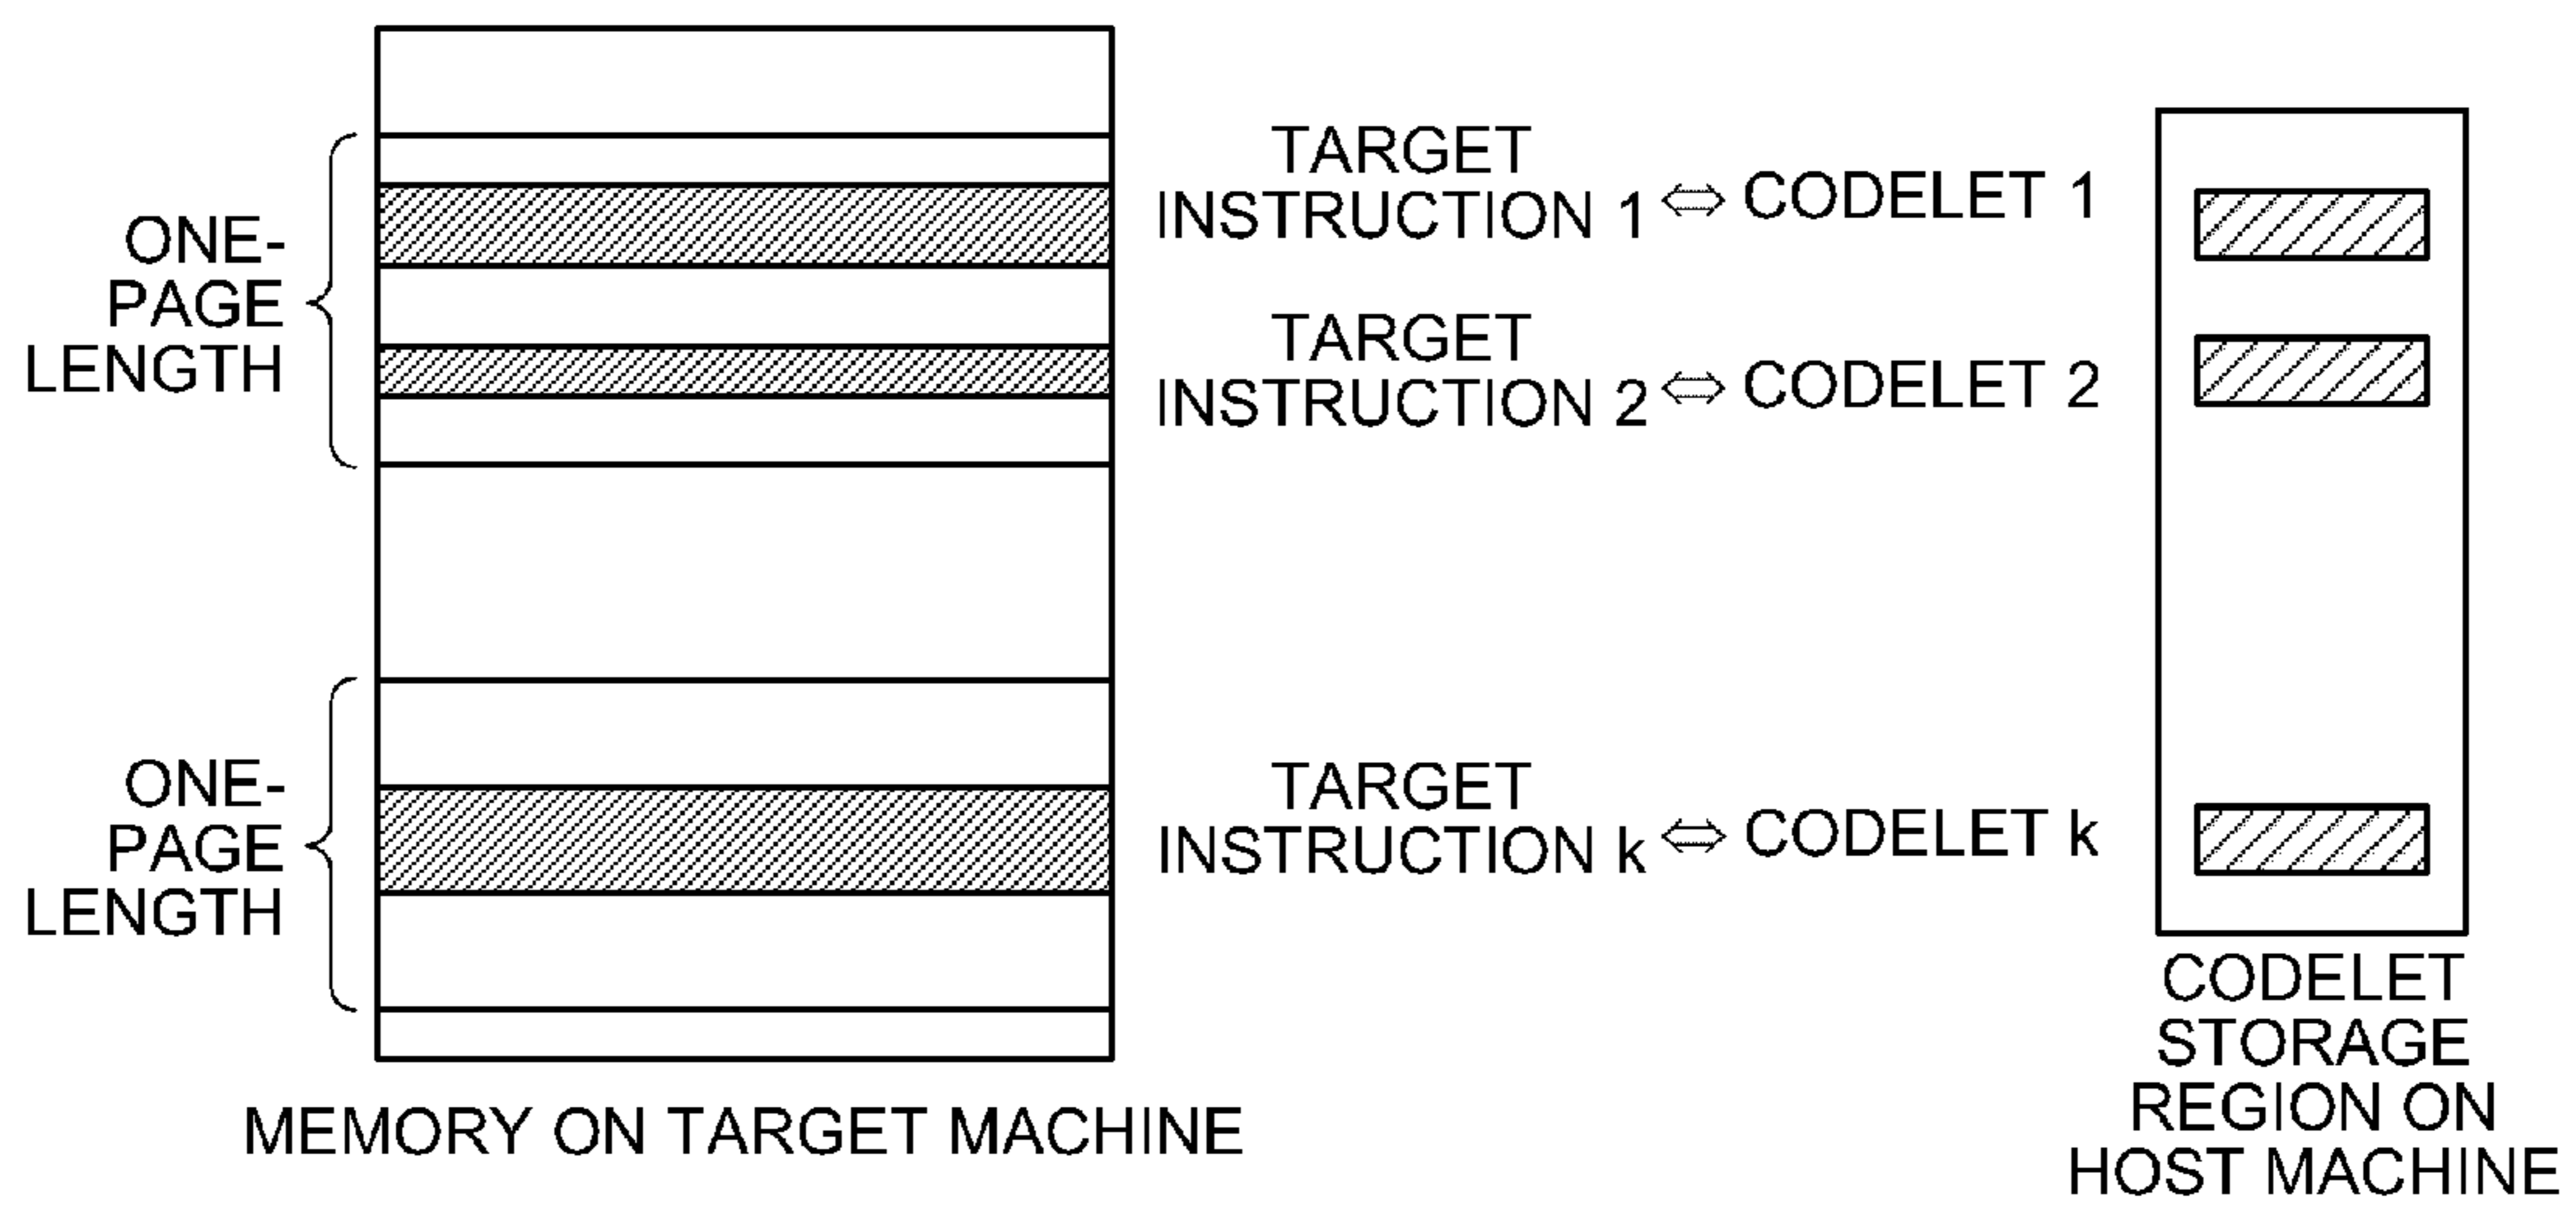 ONE-
PAGE
LENGTH
TARGET
INSTRUCTION 1 ⇔ CODELET 1
TARGET
INSTRUCTION 2 ⇔ CODELET 2
ONE-
PAGE
LENGTH
TARGET
INSTRUCTION k ⇔ CODELET k
MEMORY ON TARGET MACHINE
CODELET
STORAGE
REGION ON
HOST MACHINE